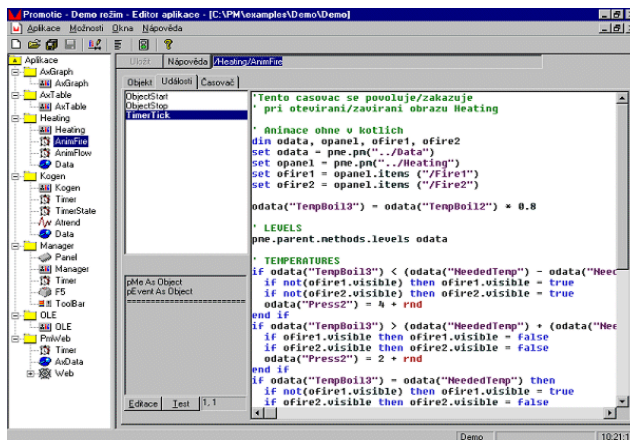 Promotic - Demo režim - Editor aplikace - [C:\PM\examples\Demo\Demo]
Aplikace Možnosti Okna Nápověda
Uložit Nápověda /Heating/AnimFire
Aplikace
AxGraph
AxGraph
AxTable
AxTable
Heating
Heating
AnimFire
AnimFlow
Data
Kogen
Kogen
Timer
TimerState
Atrend
Data
Manager
Panel
Manager
Timer
F5
ToolBar
OLE
OLE
PmWeb
Timer
AxData
Web
Objekt Události Časovač
ObjectStart
ObjectStop
TimerTick
pMe As Object
pEvent As Object
==========================
Editace Test 1, 1
'Tento casovac se povoluje/zakazuje
' pri otevirani/zavirani obrazu Heating
' Animace ohne v kotlich
dim odata, opanel, ofire1, ofire2
set odata = pme.pm("../Data")
set opanel = pme.pm("../Heating")
set ofire1 = opanel.items ("/Fire1")
set ofire2 = opanel.items ("/Fire2")
odata("TempBoil3") = odata("TempBoil2") * 0.8
' LEVELS
pme.parent.methods.levels odata
' TEMPERATURES
if odata("TempBoil3") < (odata("NeededTemp") - odata("Need
if not(ofire1.visible) then ofire1.visible = true
if not(ofire2.visible) then ofire2.visible = true
odata("Press2") = 4 + rnd
end if
if odata("TempBoil3") > (odata("NeededTemp") + (odata("Nee
if ofire1.visible then ofire1.visible = false
if ofire2.visible then ofire2.visible = false
odata("Press2") = 2 + rnd
end if
if odata("TempBoil3") = odata("NeededTemp") then
if not(ofire1.visible) then ofire1.visible = true
if ofire2.visible then ofire2.visible = false
Demo 10:21:1